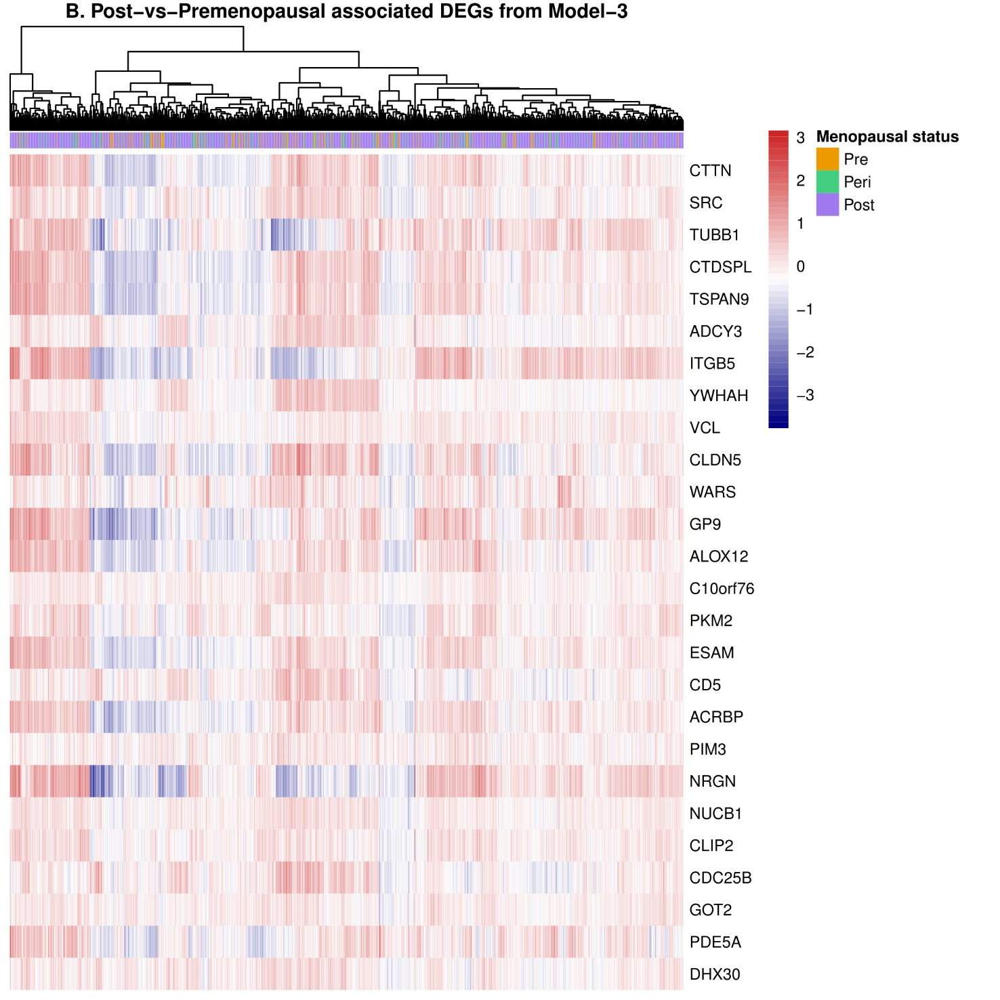 B. Post−vs−Premenopausal associated DEGs from Model−3
3
2
1
0
−1
−2
−3
Menopausal status
Pre
Peri
Post
CTTN
SRC
TUBB1
CTDSPL
TSPAN9
ADCY3
ITGB5
YWHAH
VCL
CLDN5
WARS
GP9
ALOX12
C10orf76
PKM2
ESAM
CD5
ACRBP
PIM3
NRGN
NUCB1
CLIP2
CDC25B
GOT2
PDE5A
DHX30